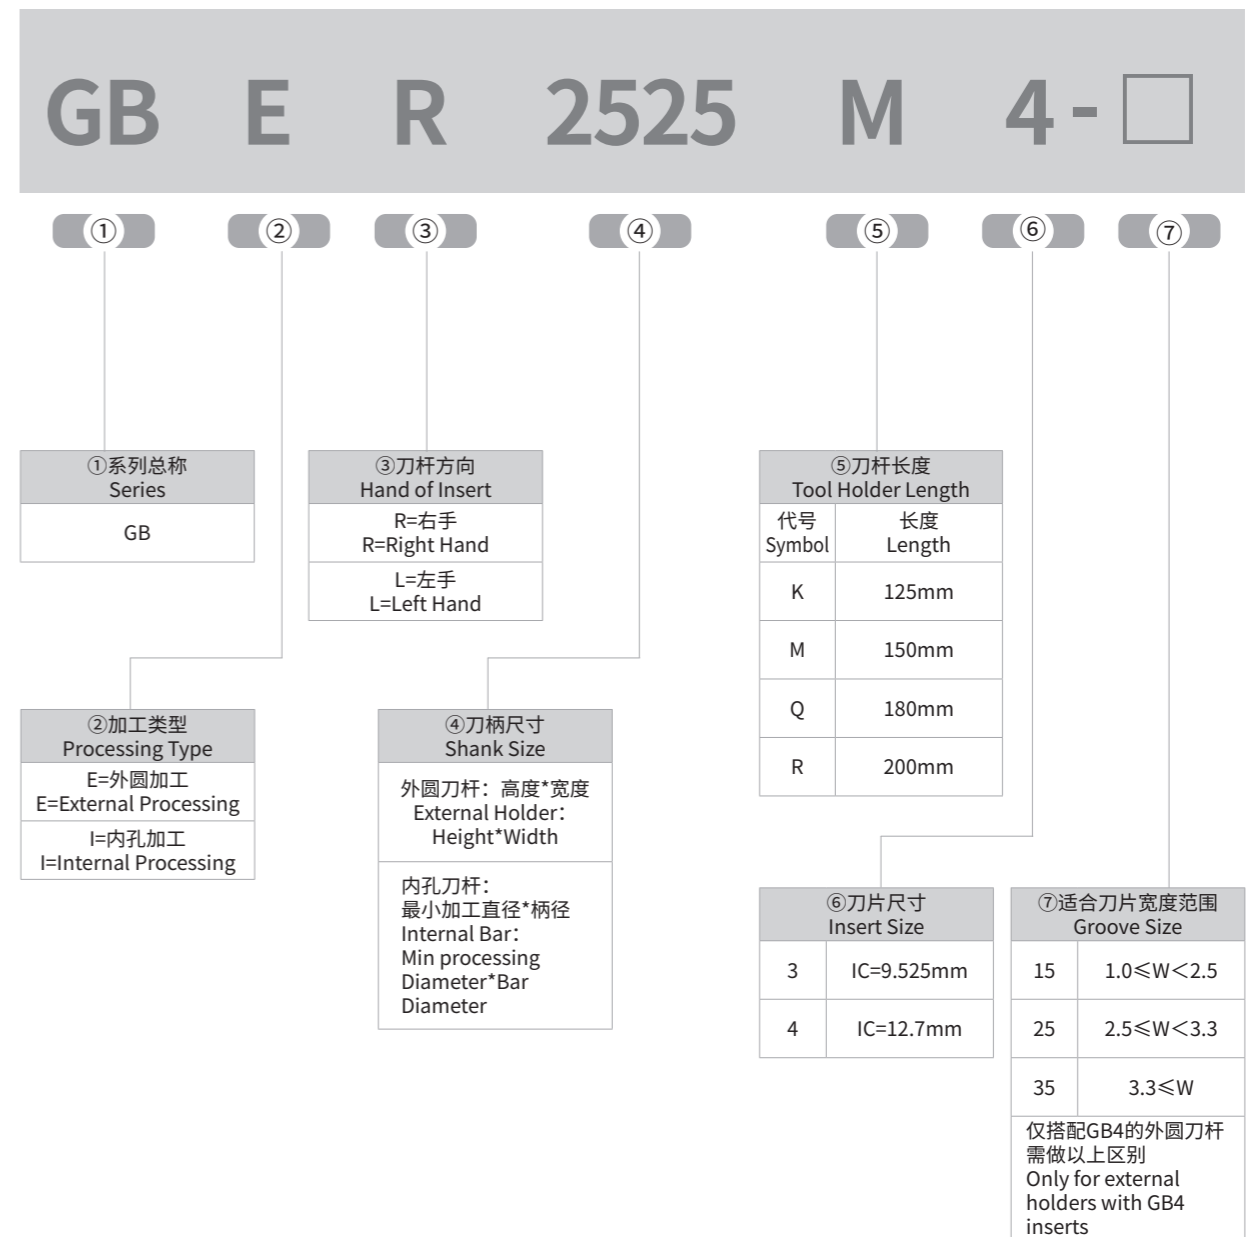 GB E R 2525 M 4-□
① ② ③ ④ ⑤ ⑥ ⑦
①系列总称
Series
GB
③刀杆方向
Hand of Insert
R=右手
R=Right Hand
L=左手
L=Left Hand
⑤刀杆长度
Tool Holder Length
代号 长度
Symbol Length
K 125mm
M 150mm
Q 180mm
R 200mm
②加工类型
Processing Type
E=外圆加工
E=External Processing
I=内孔加工
I=Internal Processing
④刀柄尺寸
Shank Size
外圆刀杆：高度*宽度
External Holder：
Height*Width
内孔刀杆：
最小加工直径*柄径
Internal Bar：
Min processing
Diameter*Bar
Diameter
⑥刀片尺寸
Insert Size
3 IC=9.525mm
4 IC=12.7mm
⑦适合刀片宽度范围
Groove Size
15 1.0≤W＜2.5
25 2.5≤W＜3.3
35 3.3≤W
仅搭配GB4的外圆刀杆
需做以上区别
Only for external
holders with GB4
inserts